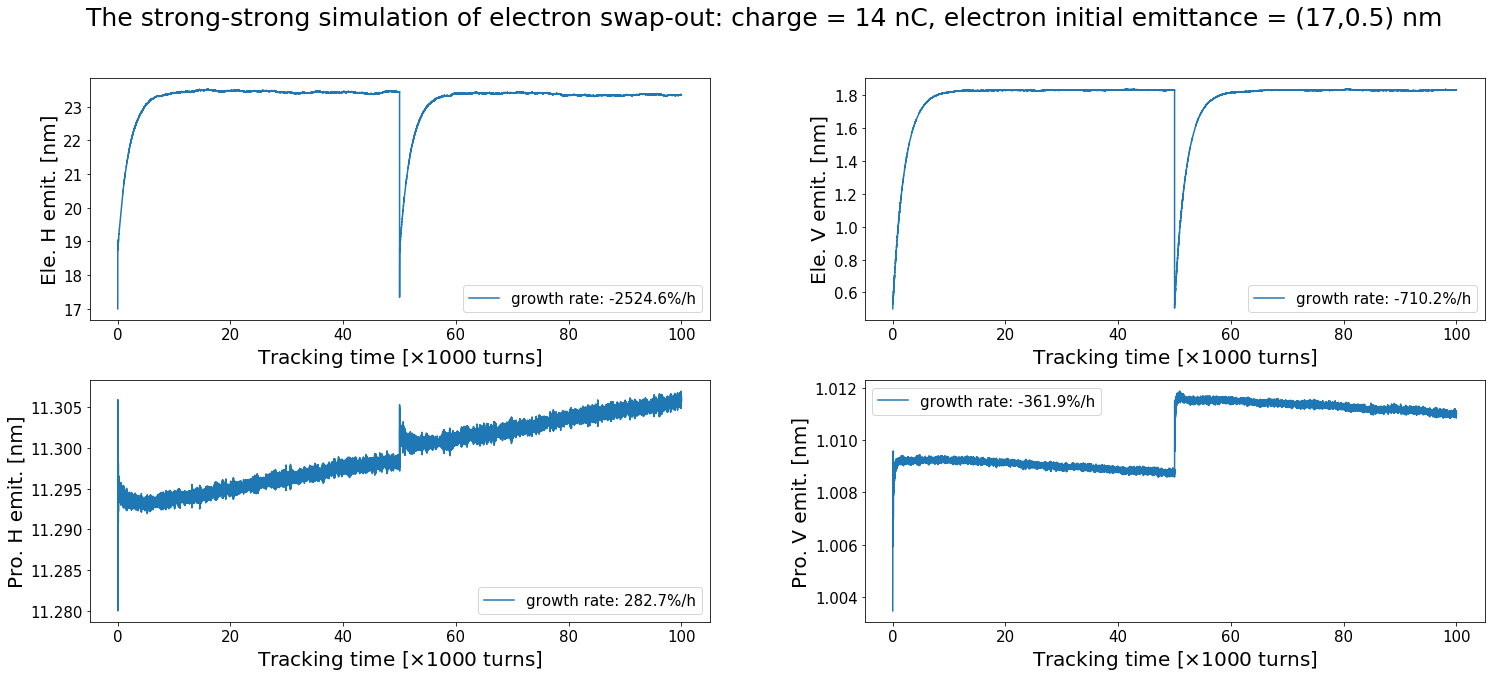 The strong-strong simulation of electron swap-out: charge = 14 nC, electron initial emittance = (17,0.5) nm
Ele. H emit. [nm]
23
22
21
20
19
18
17
growth rate: -2524.6%/h
0 20 40 60 80 100
Tracking time [×1000 turns]
Ele. V emit. [nm]
1.8
1.6
1.4
1.2
1.0
0.8
0.6
growth rate: -710.2%/h
0 20 40 60 80 100
Tracking time [×1000 turns]
Pro. H emit. [nm]
11.305
11.300
11.295
11.290
11.285
11.280
growth rate: 282.7%/h
0 20 40 60 80 100
Tracking time [×1000 turns]
Pro. V emit. [nm]
1.012
1.010
1.008
1.006
1.004
growth rate: -361.9%/h
0 20 40 60 80 100
Tracking time [×1000 turns]